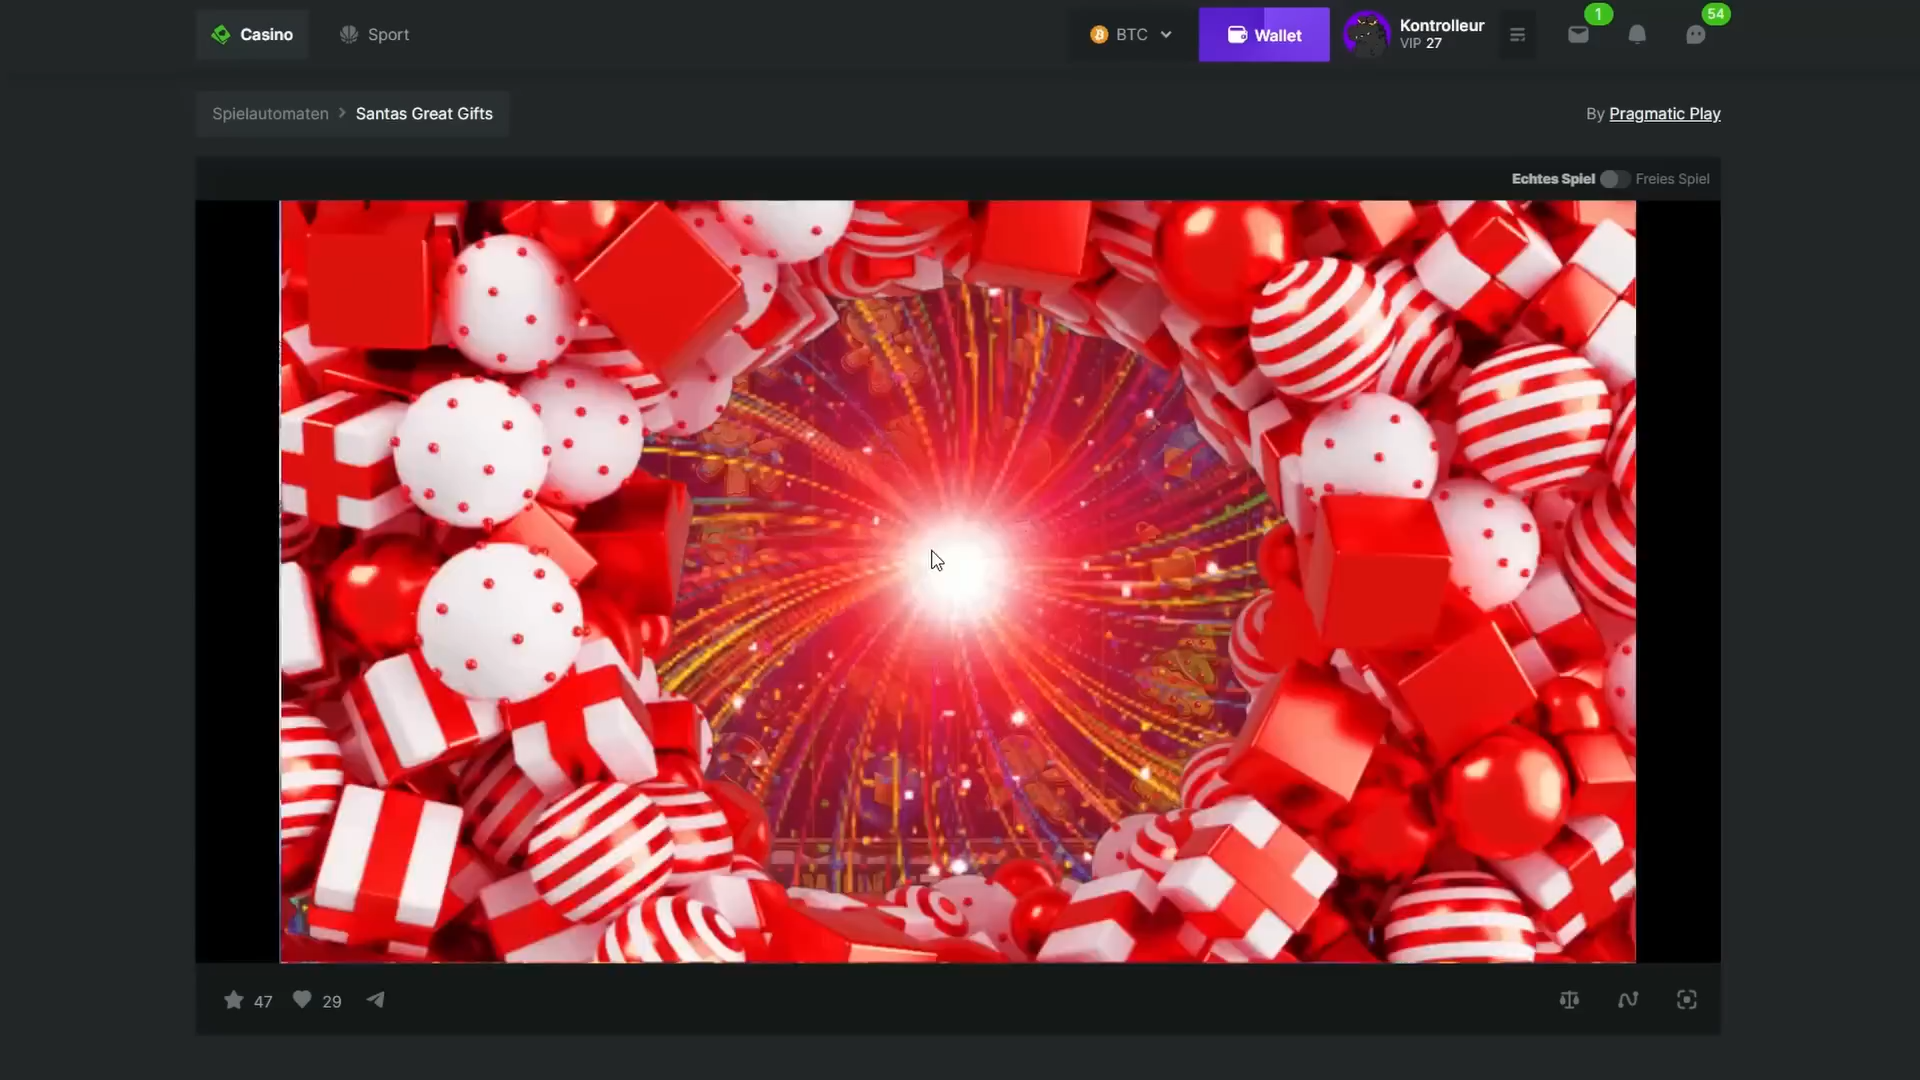 Casino
Sport
BTC
Wallet
Kontrolleur
VIP 27
1
54
Spielautomaten > Santas Great Gifts
By Pragmatic Play
Echtes Spiel
Freies Spiel
47
29